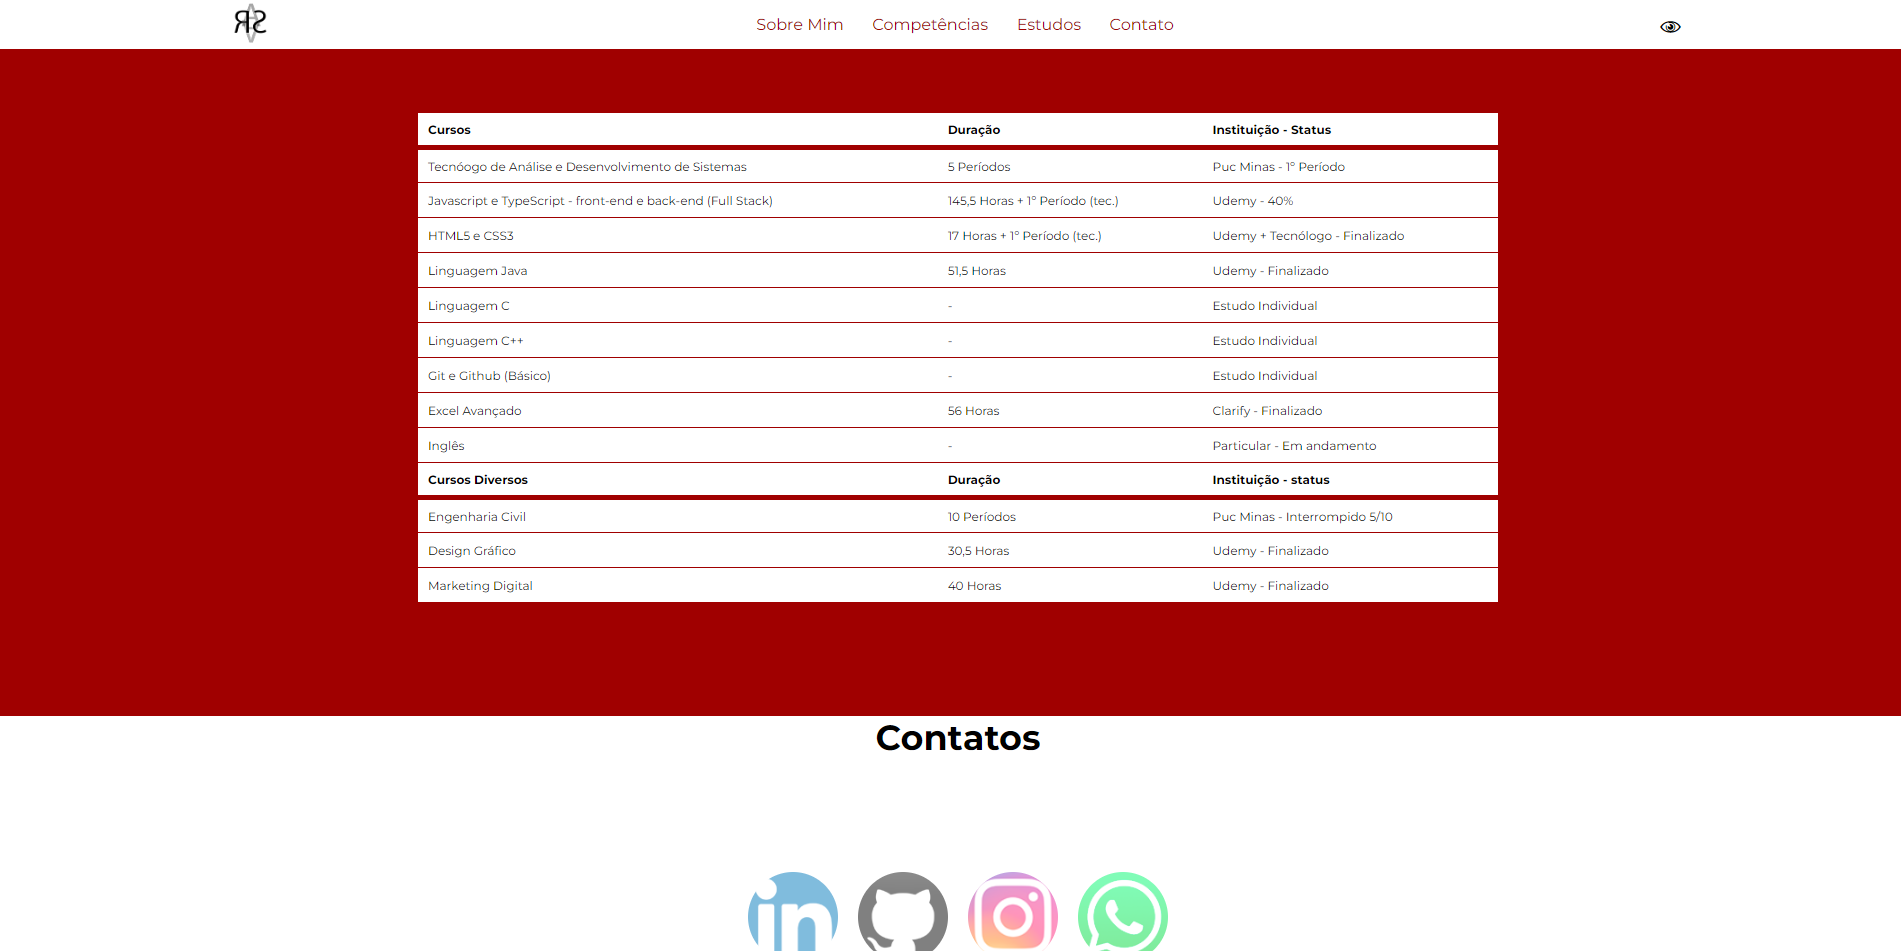 Sobre Mim Competências Estudos Contato
Cursos Duração Instituição - Status
Tecnóogo de Análise e Desenvolvimento de Sistemas 5 Períodos Puc Minas - 1º Período
Javascript e TypeScript - front-end e back-end (Full Stack) 145,5 Horas + 1º Período (tec.) Udemy - 40%
HTML5 e CSS3 17 Horas + 1º Período (tec.) Udemy + Tecnólogo - Finalizado
Linguagem Java 51,5 Horas Udemy - Finalizado
Linguagem C - Estudo Individual
Linguagem C++ - Estudo Individual
Git e Github (Básico) - Estudo Individual
Excel Avançado 56 Horas Clarify - Finalizado
Inglês - Particular - Em andamento
Cursos Diversos Duração Instituição - status
Engenharia Civil 10 Períodos Puc Minas - Interrompido 5/10
Design Gráfico 30,5 Horas Udemy - Finalizado
Marketing Digital 40 Horas Udemy - Finalizado
Contatos
in